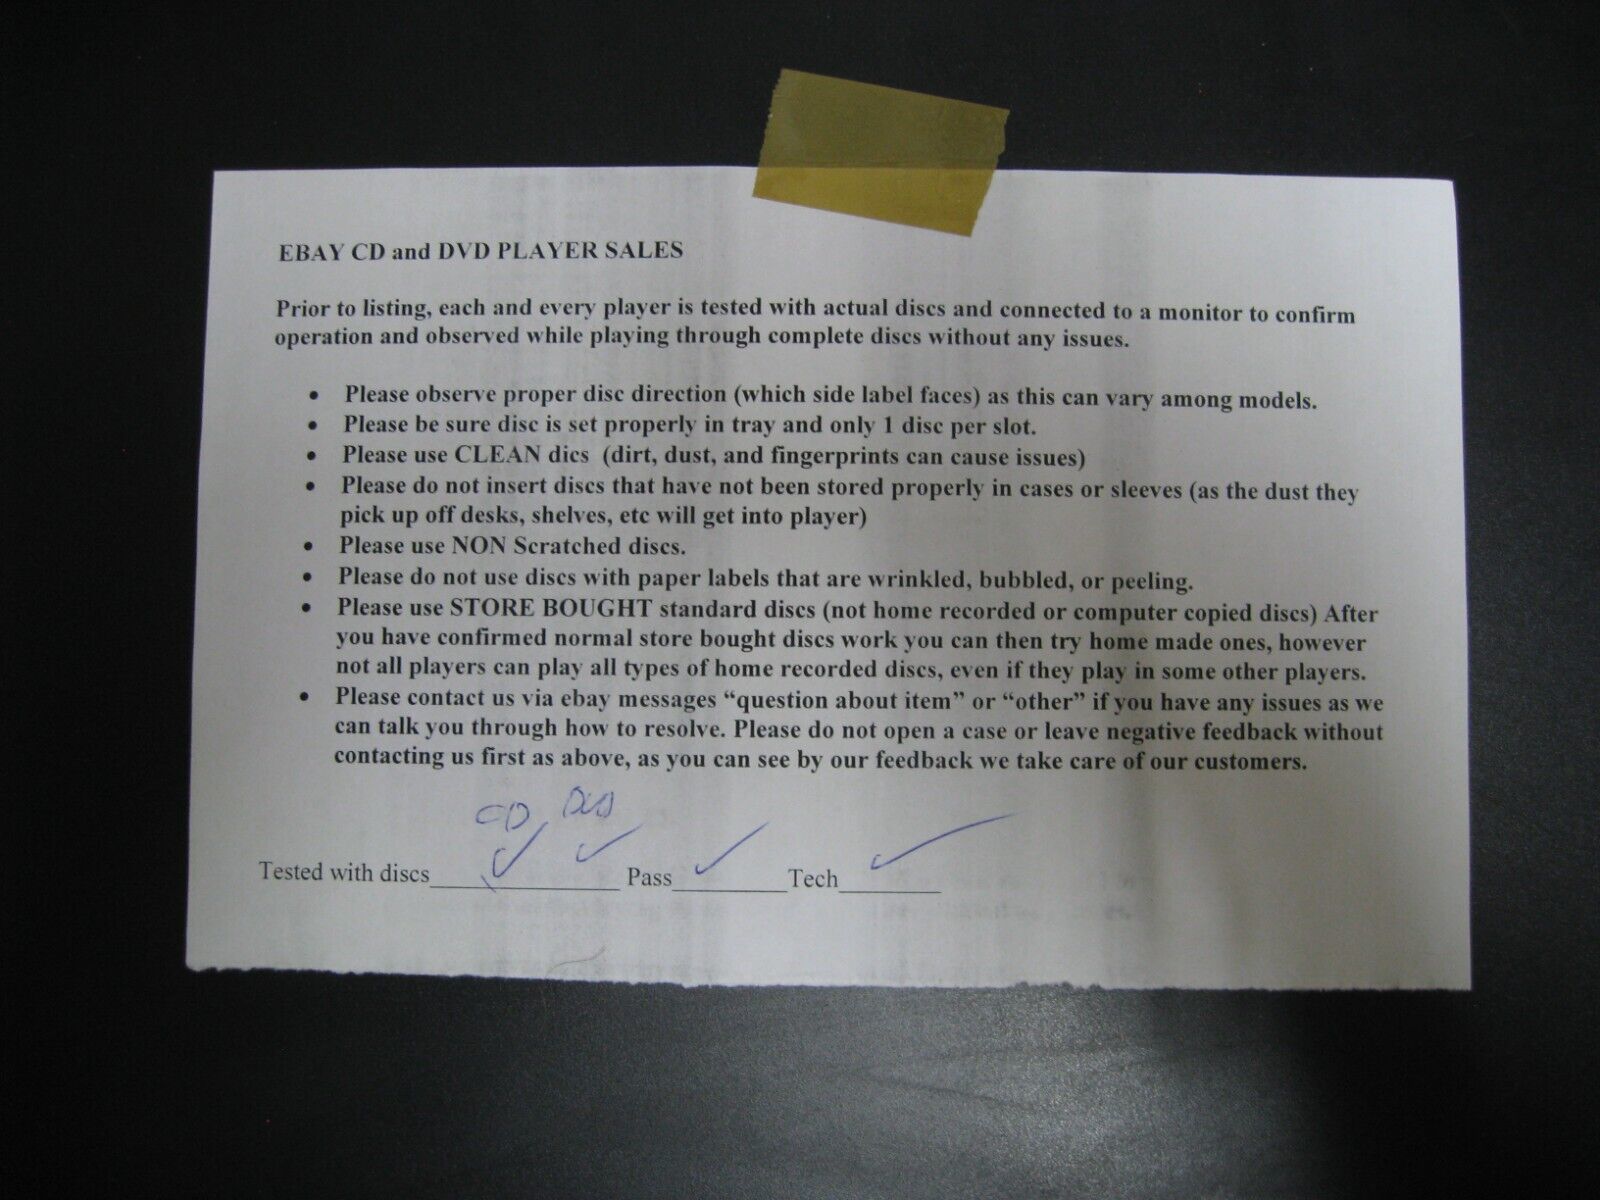 EBAY CD and DVD PLAYER SALES
Prior to listing, each and every player is tested with actual discs and connected to a monitor to confirm
operation and observed while playing through complete discs without any issues.
• Please observe proper disc direction (which side label faces) as this can vary among models.
• Please be sure disc is set properly in tray and only 1 disc per slot.
• Please use CLEAN dics (dirt, dust, and fingerprints can cause issues)
• Please do not insert discs that have not been stored properly in cases or sleeves (as the dust they
pick up off desks, shelves, etc will get into player)
• Please use NON Scratched discs.
• Please do not use discs with paper labels that are wrinkled, bubbled, or peeling.
• Please use STORE BOUGHT standard discs (not home recorded or computer copied discs) After
you have confirmed normal store bought discs work you can then try home made ones, however
not all players can play all types of home recorded discs, even if they play in some other players.
• Please contact us via ebay messages “question about item” or “other” if you have any issues as we
can talk you through how to resolve. Please do not open a case or leave negative feedback without
contacting us first as above, as you can see by our feedback we take care of our customers.
CD DVD
Tested with discs ✓ ✓ Pass ✓ Tech ✓